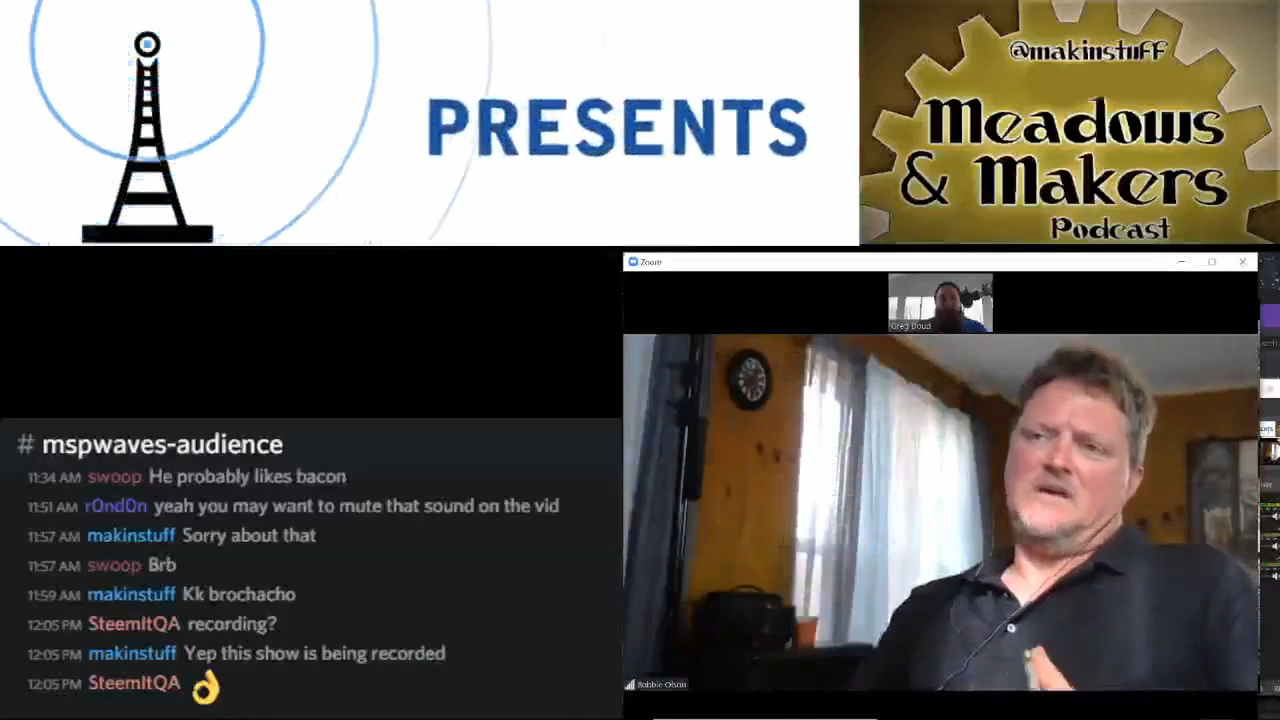 PRESENTS
@makinstuff
Meadows
& Makers
Podcast
Zoom
Greg Doud
# mspwaves-audience
11:34 AM swoop He probably likes bacon
11:51 AM r0nd0n yeah you may want to mute that sound on the vid
11:57 AM makinstuff Sorry about that
11:57 AM swoop Brb
11:59 AM makinstuff Kk brochacho
12:05 PM SteemItQA recording?
12:05 PM makinstuff Yep this show is being recorded
12:05 PM SteemItQA 👌
Bobbie Olson